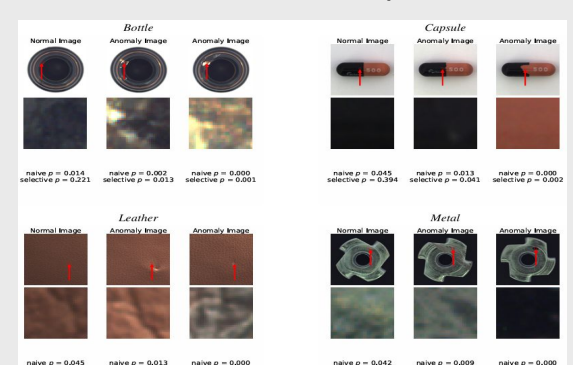 Bottle
Normal Image Anomaly Image Anomaly Image
naive p = 0.014 naive p = 0.002 naive p = 0.000
selective p = 0.221 selective p = 0.013 selective p = 0.001
Capsule
Normal Image Anomaly Image Anomaly Image
500 500 500
naive p = 0.045 naive p = 0.013 naive p = 0.000
selective p = 0.394 selective p = 0.041 selective p = 0.002
Leather
Normal Image Anomaly Image Anomaly Image
naive p = 0.045 naive p = 0.013 naive p = 0.000
Metal
Normal Image Anomaly Image Anomaly Image
naive p = 0.042 naive p = 0.009 naive p = 0.000